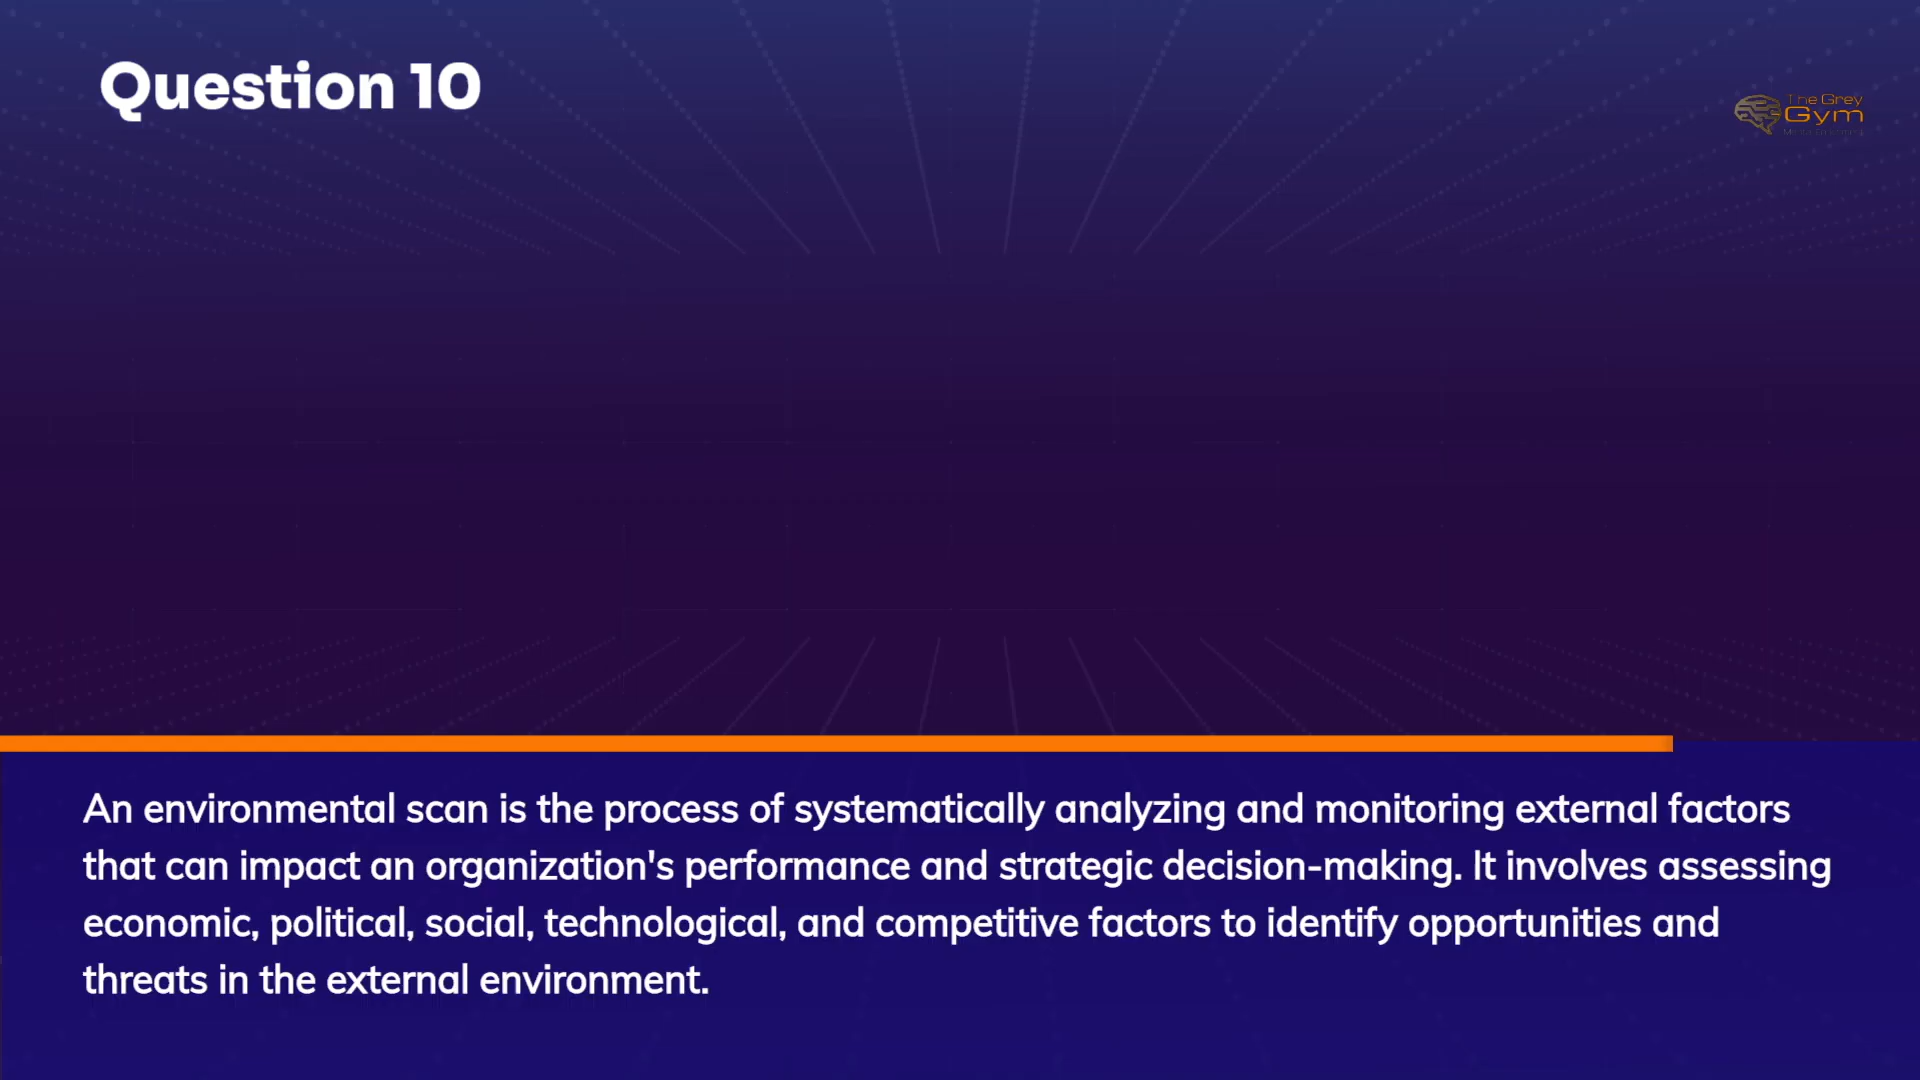 Question 10
The Grey
Gym
An environmental scan is the process of systematically analyzing and monitoring external factors
that can impact an organization's performance and strategic decision-making. It involves assessing
economic, political, social, technological, and competitive factors to identify opportunities and
threats in the external environment.